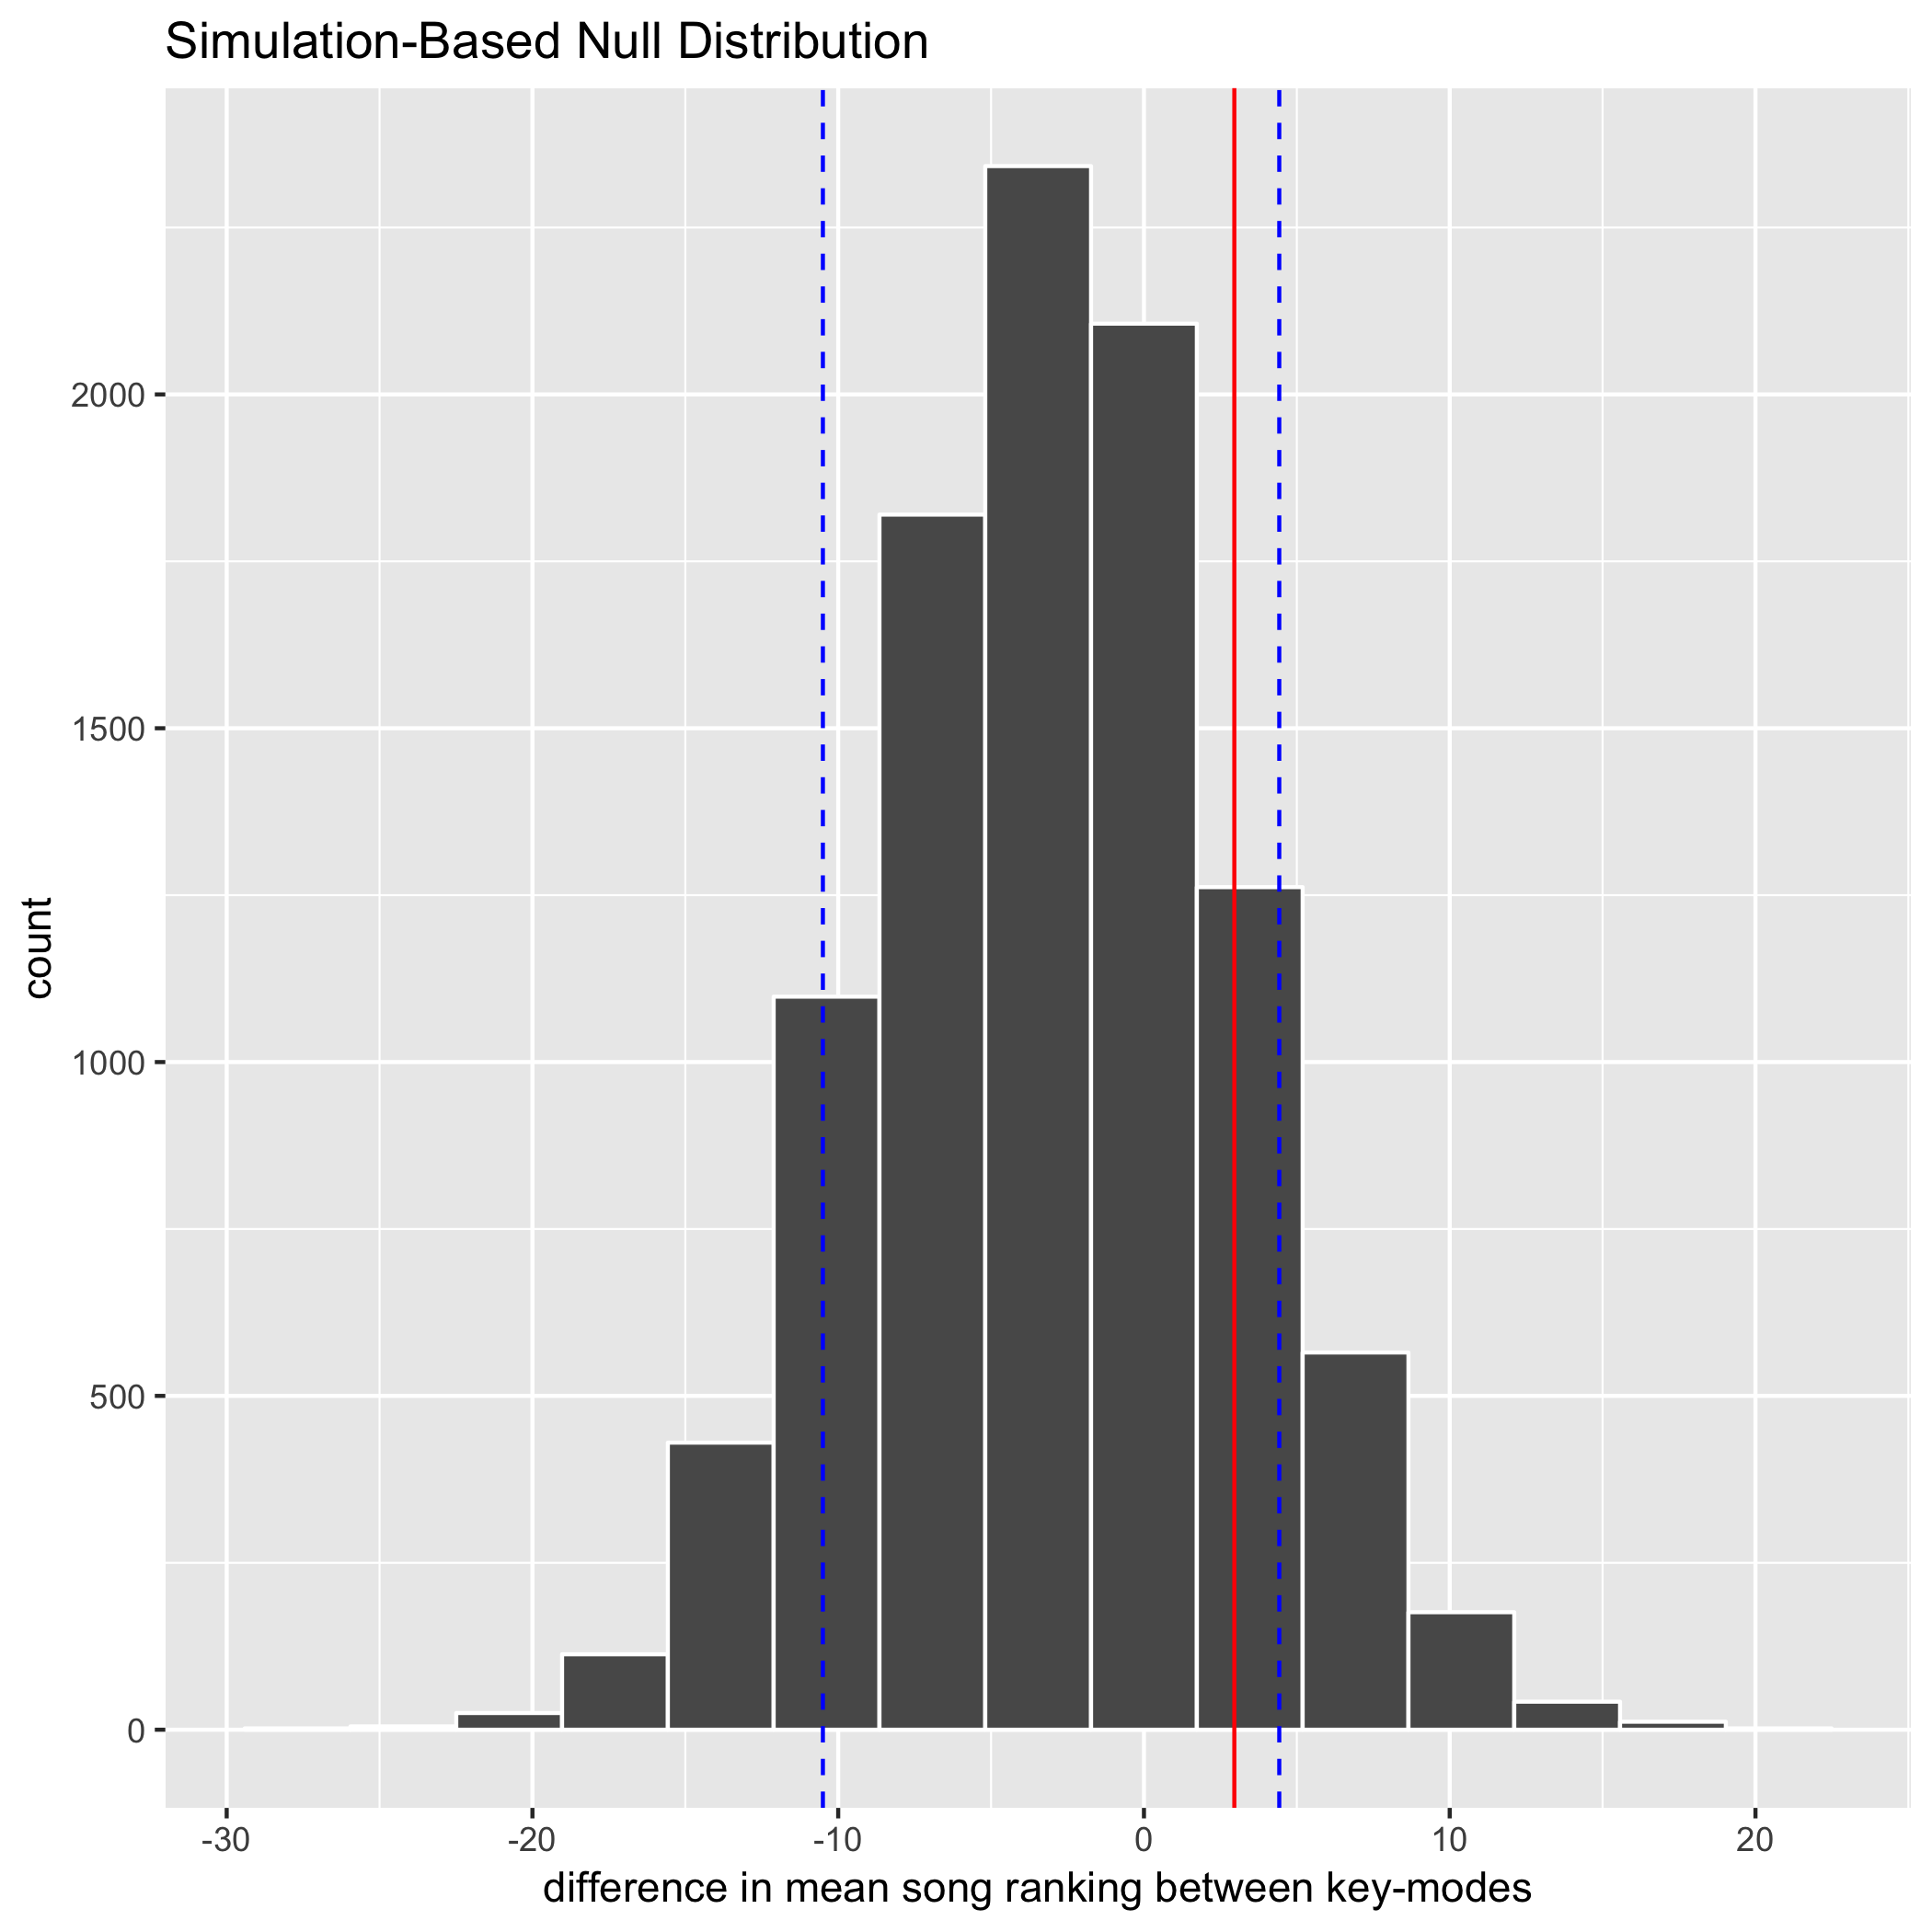 Simulation-Based Null Distribution
count
2000
1500
1000
500
0
-30 -20 -10 0 10 20
difference in mean song ranking between key-modes